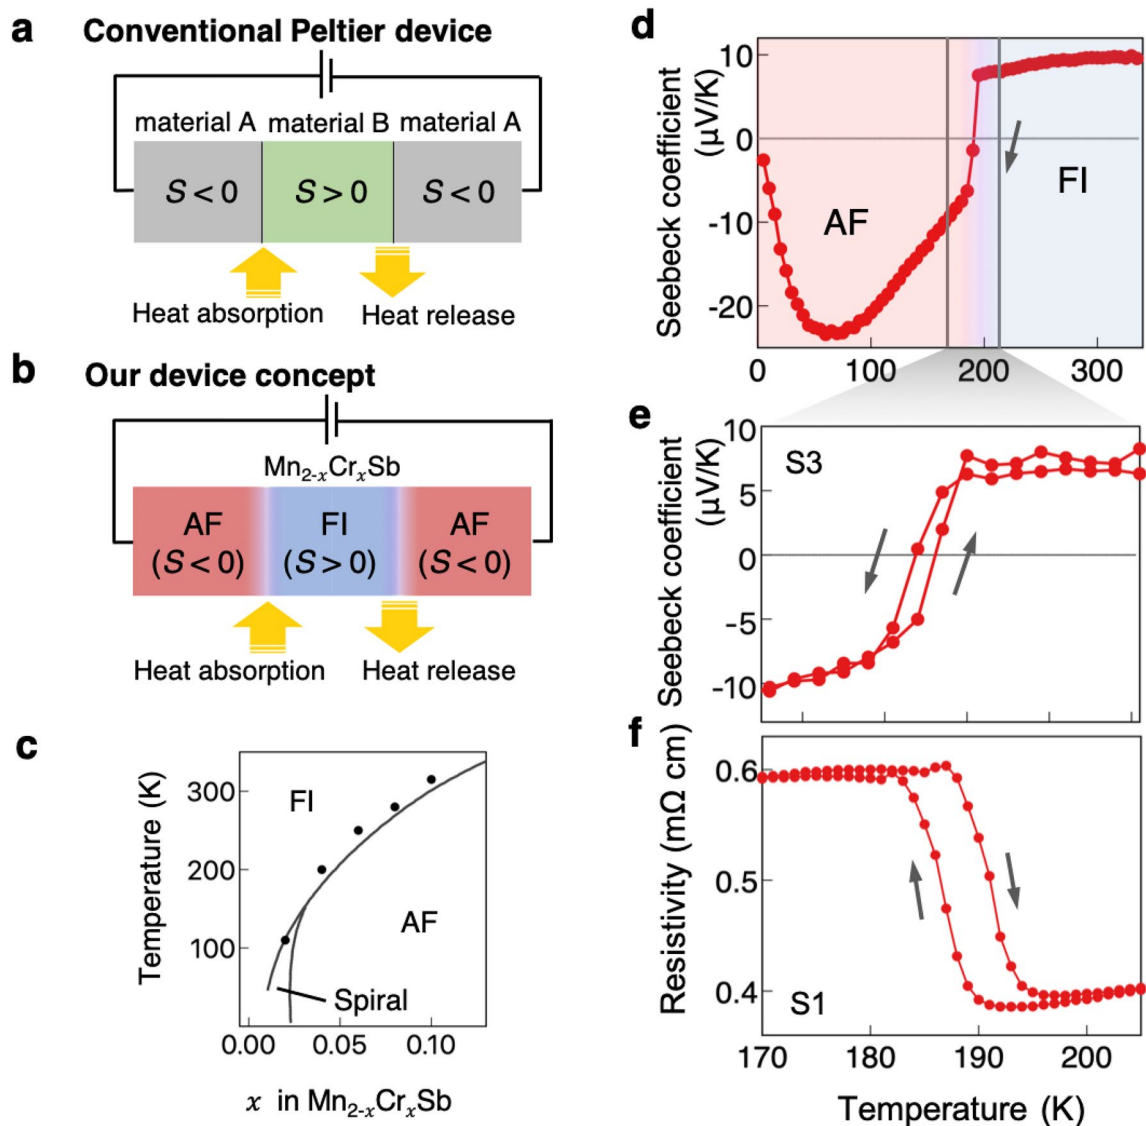 a
Conventional Peltier device
material A
material B
material A
S < 0
S > 0
S < 0
Heat absorption
Heat release
b
Our device concept
Mn2-xCrxSb
AF
(S < 0)
FI
(S > 0)
AF
(S < 0)
Heat absorption
Heat release
c
Temperature (K)
300
200
100
FI
AF
Spiral
0.00
0.05
0.10
x in Mn2-xCrxSb
d
Seebeck coefficient
(μV/K)
10
0
-10
-20
AF
FI
0
100
200
300
e
Seebeck coefficient
(μV/K)
10
5
0
-5
-10
S3
f
Resistivity (mΩ cm)
0.6
0.5
0.4
S1
170
180
190
200
Temperature (K)